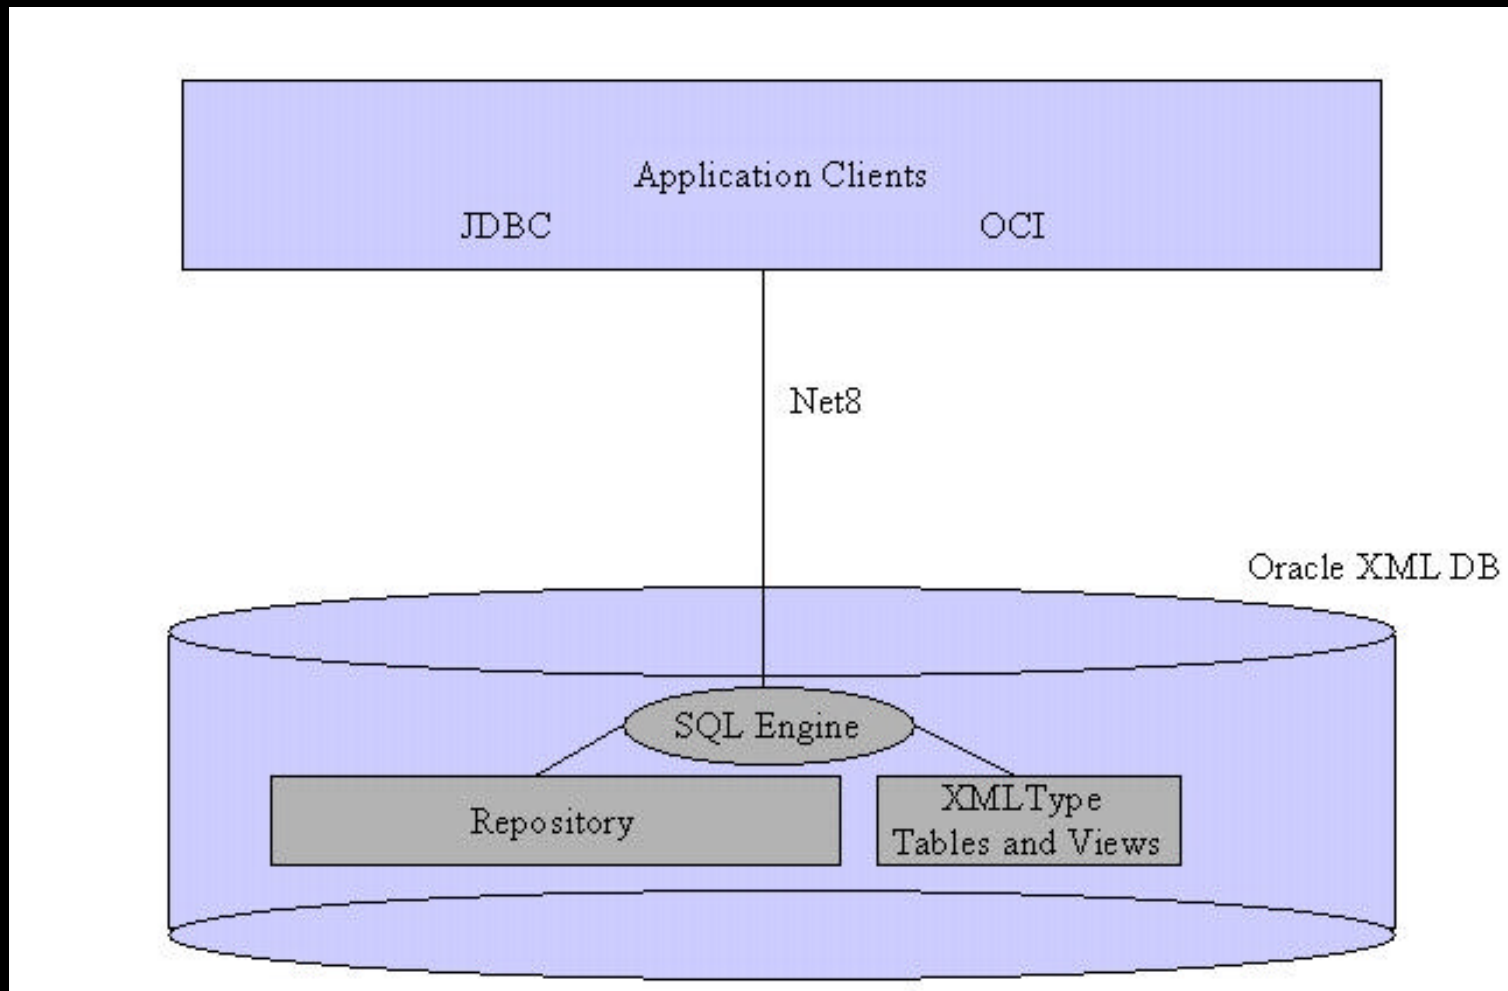 Application Clients
JDBC OCI
Net8
Oracle XML DB
SQL Engine
Repository
XMLType
Tables and Views